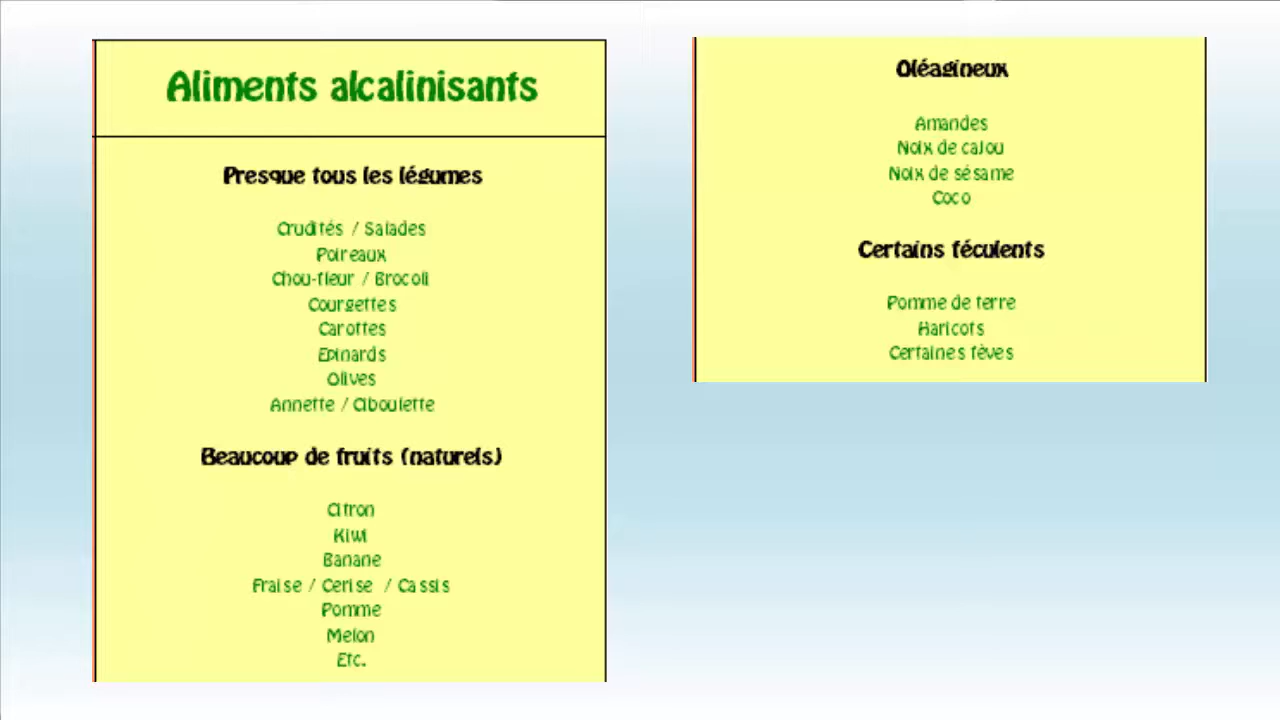 Aliments alcalinisants
Presque tous les légumes
Crudités / Salades
Poireaux
Chou-fleur / Brocoli
Courgettes
Carottes
Epinards
Olives
Annette / Ciboulette
Beaucoup de fruits (naturels)
Citron
Kiwi
Banane
Fraise / Cerise / Cassis
Pomme
Melon
Etc.
Oléagineux
Amandes
Noix de cajou
Noix de sésame
Coco
Certains féculents
Pomme de terre
Haricots
Certaines fèves